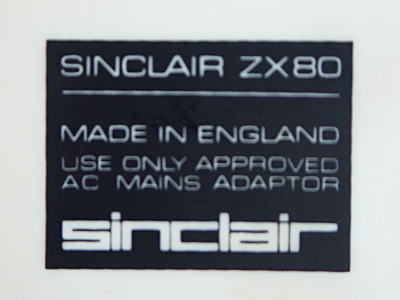 SINCLAIR ZX80
MADE IN ENGLAND
USE ONLY APPROVED
AC MAINS ADAPTOR
sinclair